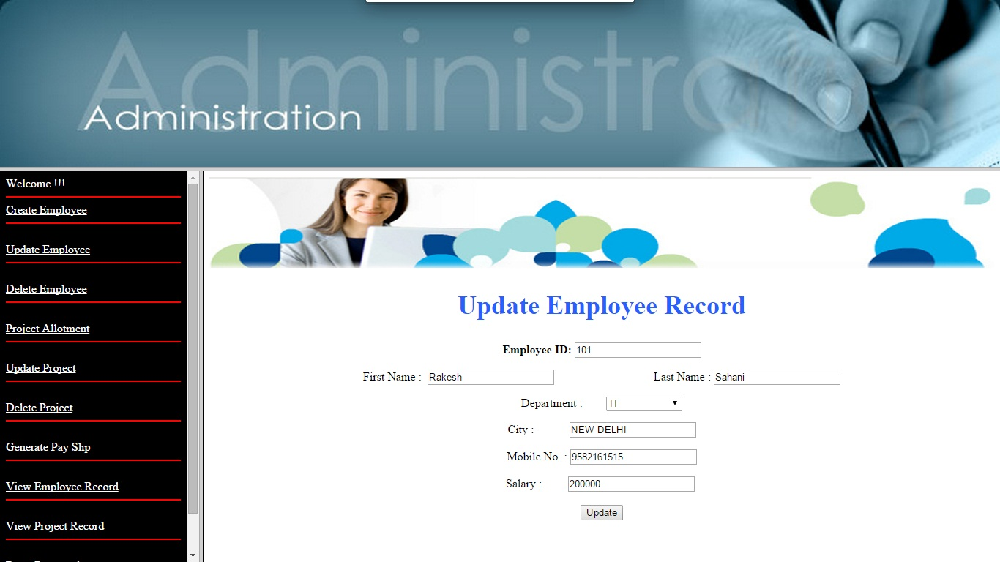 Administration
Administration
Welcome !!!
Create Employee
Update Employee
Delete Employee
Project Allotment
Update Project
Delete Project
Generate Pay Slip
View Employee Record
View Project Record
Update Employee Record
Employee ID: 101
First Name : Rakesh Last Name : Sahani
Department : IT
City : NEW DELHI
Mobile No. : 9582161515
Salary : 200000
Update